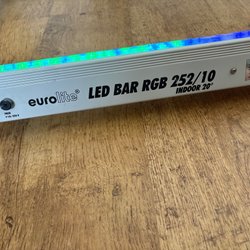 eurolite®
LED BAR RGB 252/10
INDOOR 20°